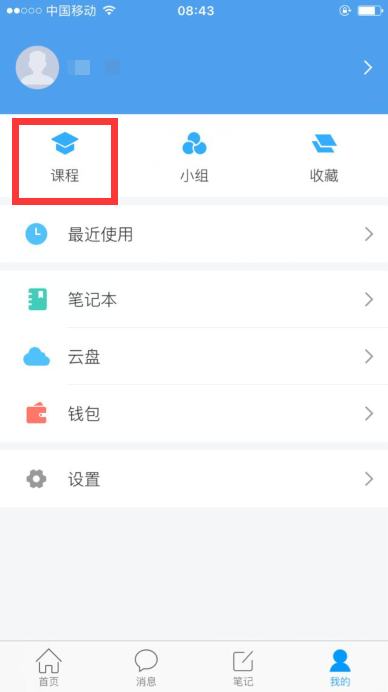 中国移动 08:43
课程 小组 收藏
最近使用
笔记本
云盘
钱包
设置
首页 消息 笔记 我的